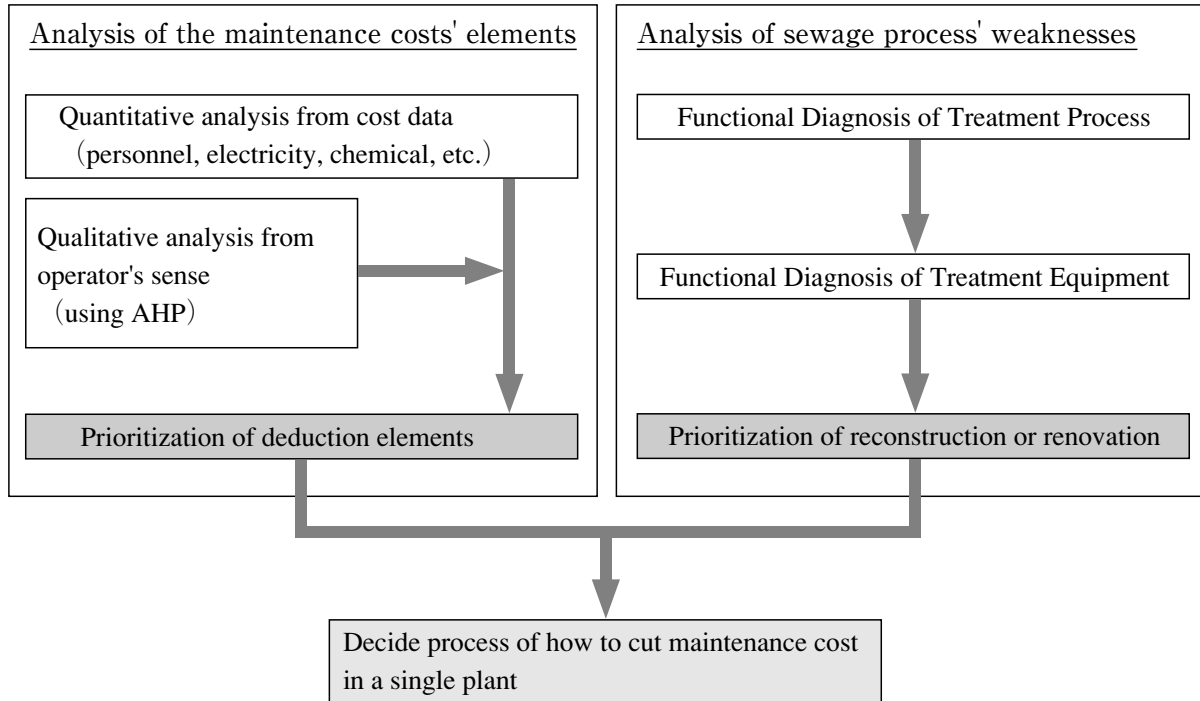 Analysis of the maintenance costs' elements
Quantitative analysis from cost data
（personnel, electricity, chemical, etc.）
Qualitative analysis from
operator's sense
（using AHP）
Prioritization of deduction elements
Analysis of sewage process' weaknesses
Functional Diagnosis of Treatment Process
Functional Diagnosis of Treatment Equipment
Prioritization of reconstruction or renovation
Decide process of how to cut maintenance cost
in a single plant